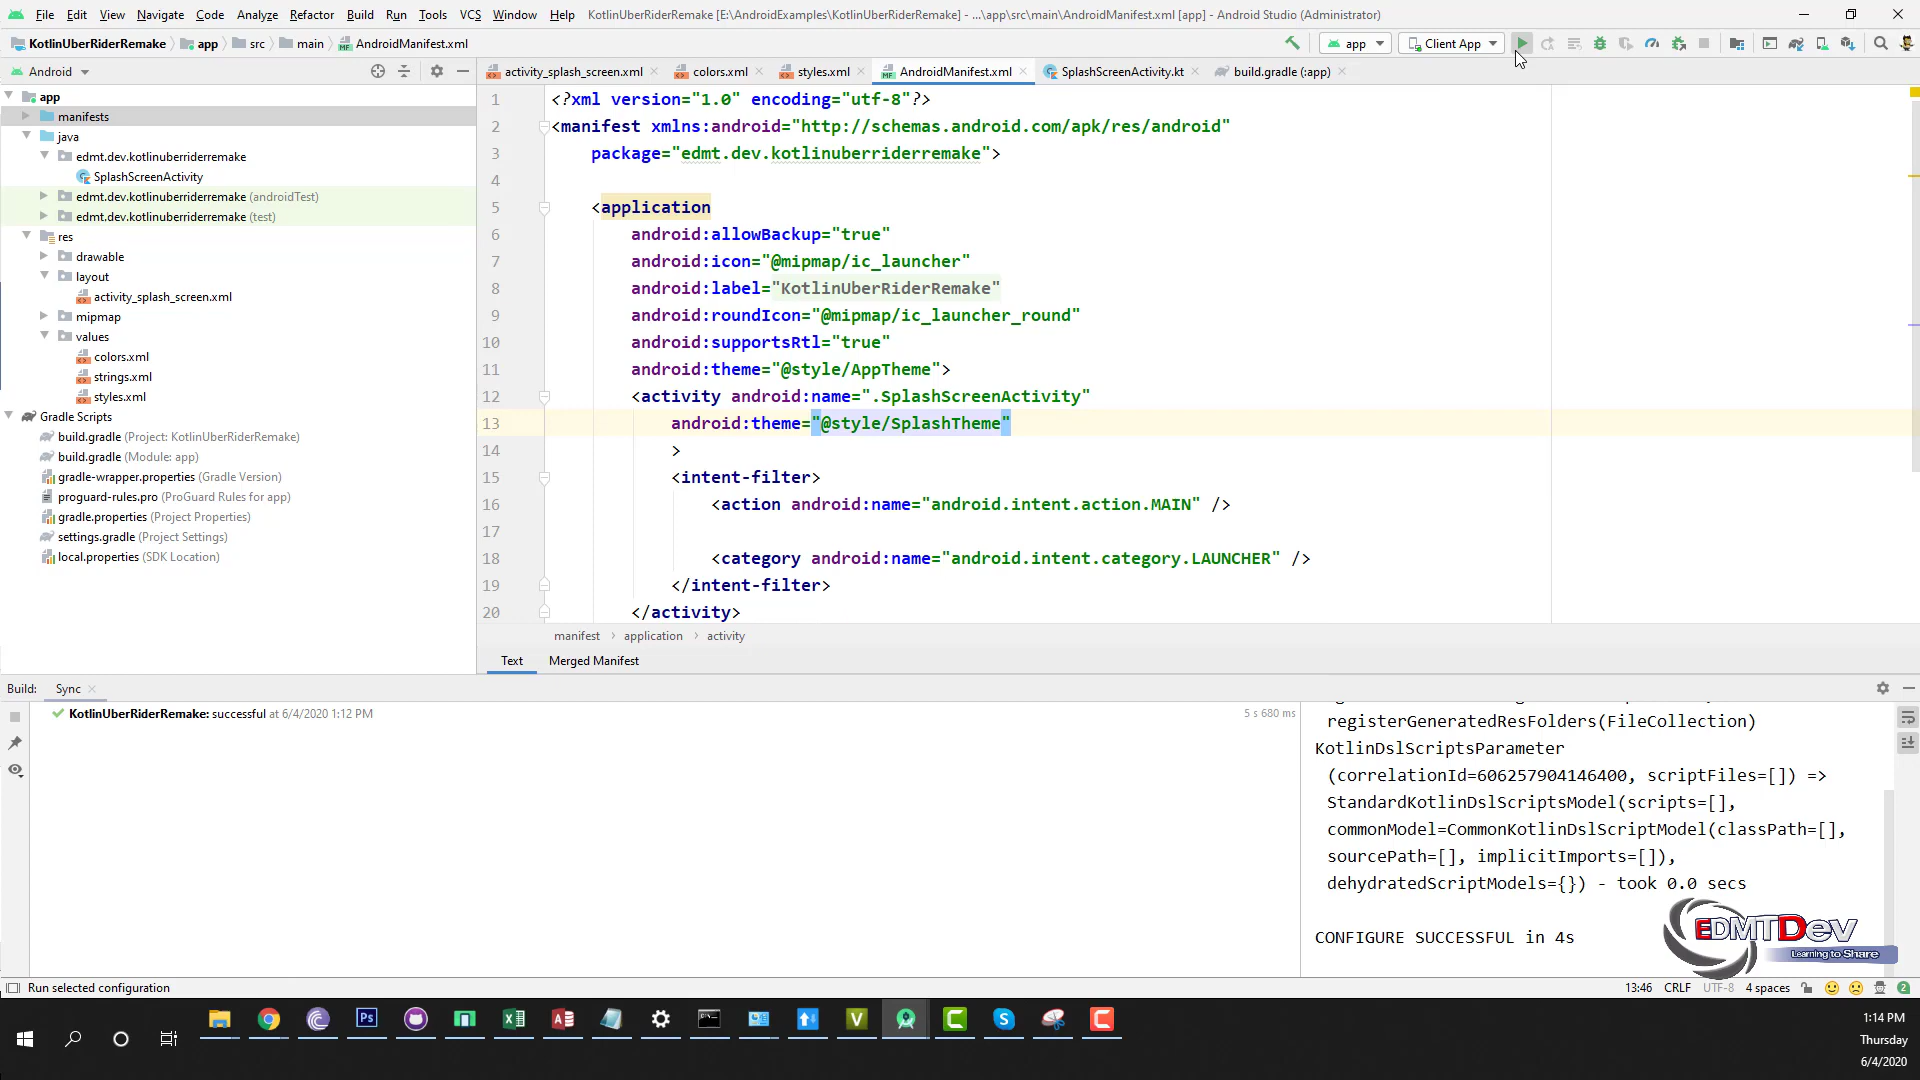 File Edit View Navigate Code Analyze Refactor Build Run Tools VCS Window Help KotlinUberRiderRemake [E:\AndroidExamples\KotlinUberRiderRemake] - ...\app\src\main\AndroidManifest.xml [app] - Android Studio (Administrator)
KotlinUberRiderRemake app src main AndroidManifest.xml app Client App
Android activity_splash_screen.xml colors.xml styles.xml AndroidManifest.xml SplashScreenActivity.kt build.gradle (:app)
app
manifests
java
edmt.dev.kotlinuberriderremake
SplashScreenActivity
edmt.dev.kotlinuberriderremake (androidTest)
edmt.dev.kotlinuberriderremake (test)
res
drawable
layout
activity_splash_screen.xml
mipmap
values
colors.xml
strings.xml
styles.xml
Gradle Scripts
build.gradle (Project: KotlinUberRiderRemake)
build.gradle (Module: app)
gradle-wrapper.properties (Gradle Version)
proguard-rules.pro (ProGuard Rules for app)
gradle.properties (Project Properties)
settings.gradle (Project Settings)
local.properties (SDK Location)
1 <?xml version="1.0" encoding="utf-8"?>
2 <manifest xmlns:android="http://schemas.android.com/apk/res/android"
3 package="edmt.dev.kotlinuberriderremake">
4
5 <application
6 android:allowBackup="true"
7 android:icon="@mipmap/ic_launcher"
8 android:label="KotlinUberRiderRemake"
9 android:roundIcon="@mipmap/ic_launcher_round"
10 android:supportsRtl="true"
11 android:theme="@style/AppTheme">
12 <activity android:name=".SplashScreenActivity"
13 android:theme="@style/SplashTheme"
14 >
15 <intent-filter>
16 <action android:name="android.intent.action.MAIN" />
17
18 <category android:name="android.intent.category.LAUNCHER" />
19 </intent-filter>
20 </activity>
manifest › application › activity
Text Merged Manifest
Build: Sync
KotlinUberRiderRemake: successful at 6/4/2020 1:12 PM 5 s 680 ms
registerGeneratedResFolders(FileCollection)
KotlinDslScriptsParameter
(correlationId=606257904146400, scriptFiles=[]) =>
StandardKotlinDslScriptsModel(scripts=[],
commonModel=CommonKotlinDslScriptModel(classPath=[],
sourcePath=[], implicitImports=[]),
dehydratedScriptModels={}) - took 0.0 secs
CONFIGURE SUCCESSFUL in 4s
EDMTDev
Learning to Share
Run selected configuration 13:46 CRLF UTF-8 4 spaces 2
Ps
V
S
1:14 PM
Thursday
6/4/2020